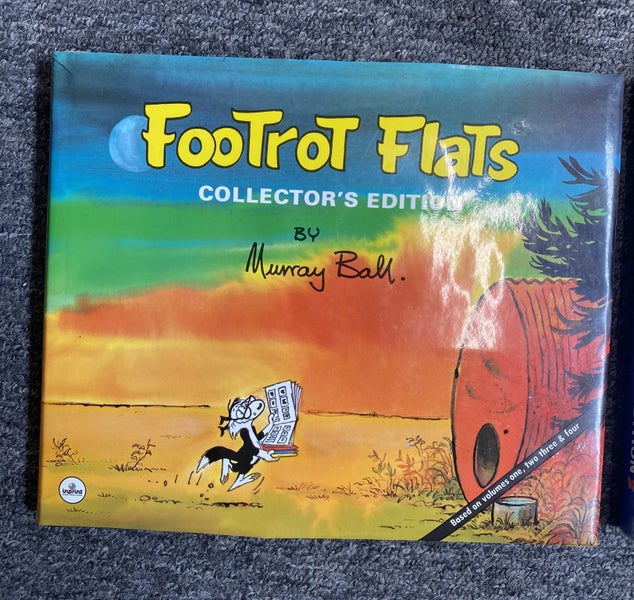 FOOTROT FLATS
COLLECTOR'S EDITION
BY
Murray Ball.
Based on volumes one, two three & four